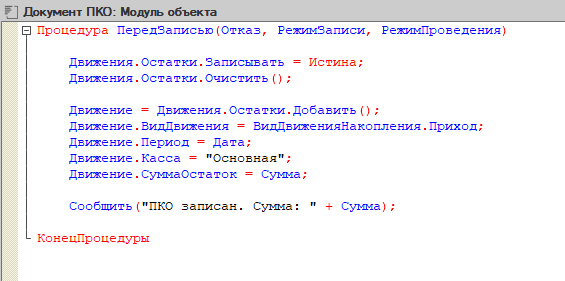 Документ ПКО: Модуль объекта
Процедура ПередЗаписью(Отказ, РежимЗаписи, РежимПроведения)
Движения.Остатки.Записывать = Истина;
Движения.Остатки.Очистить();
Движение = Движения.Остатки.Добавить();
Движение.ВидДвижения = ВидДвиженияНакопления.Приход;
Движение.Период = Дата;
Движение.Касса = "Основная";
Движение.СуммаОстаток = Сумма;
Сообщить("ПКО записан. Сумма: " + Сумма);
КонецПроцедуры